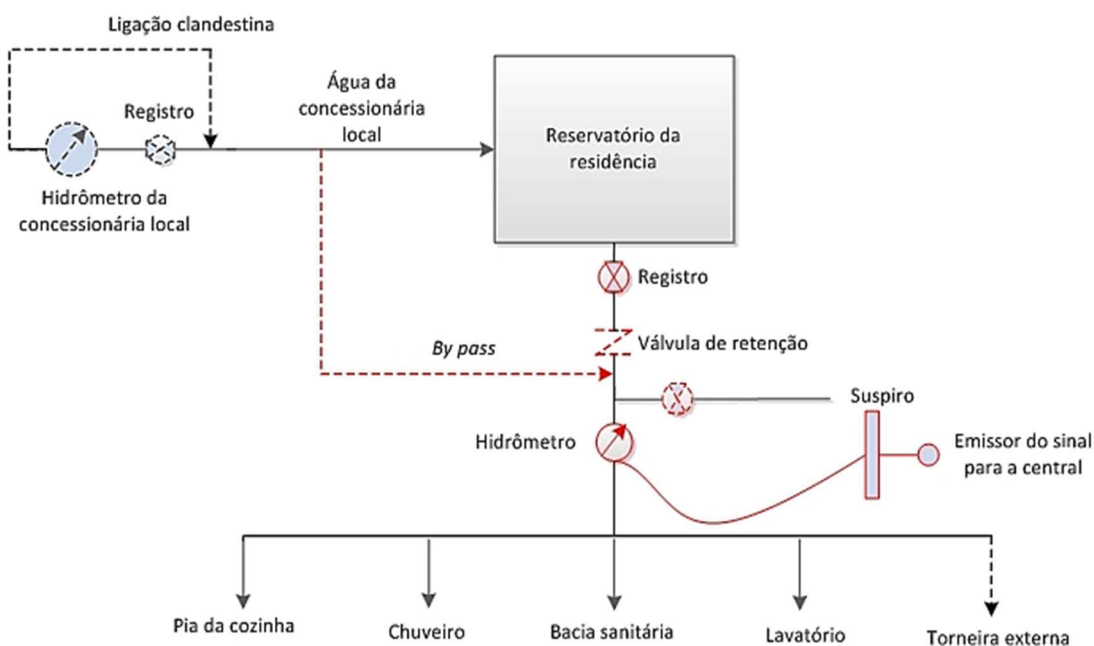 Ligação clandestina
Registro
Água da
concessionária
local
Hidrômetro da
concessionária local
Reservatório da
residência
Registro
Válvula de retenção
By pass
Suspiro
Hidrômetro
Emissor do sinal
para a central
Pia da cozinha
Chuveiro
Bacia sanitária
Lavatório
Torneira externa